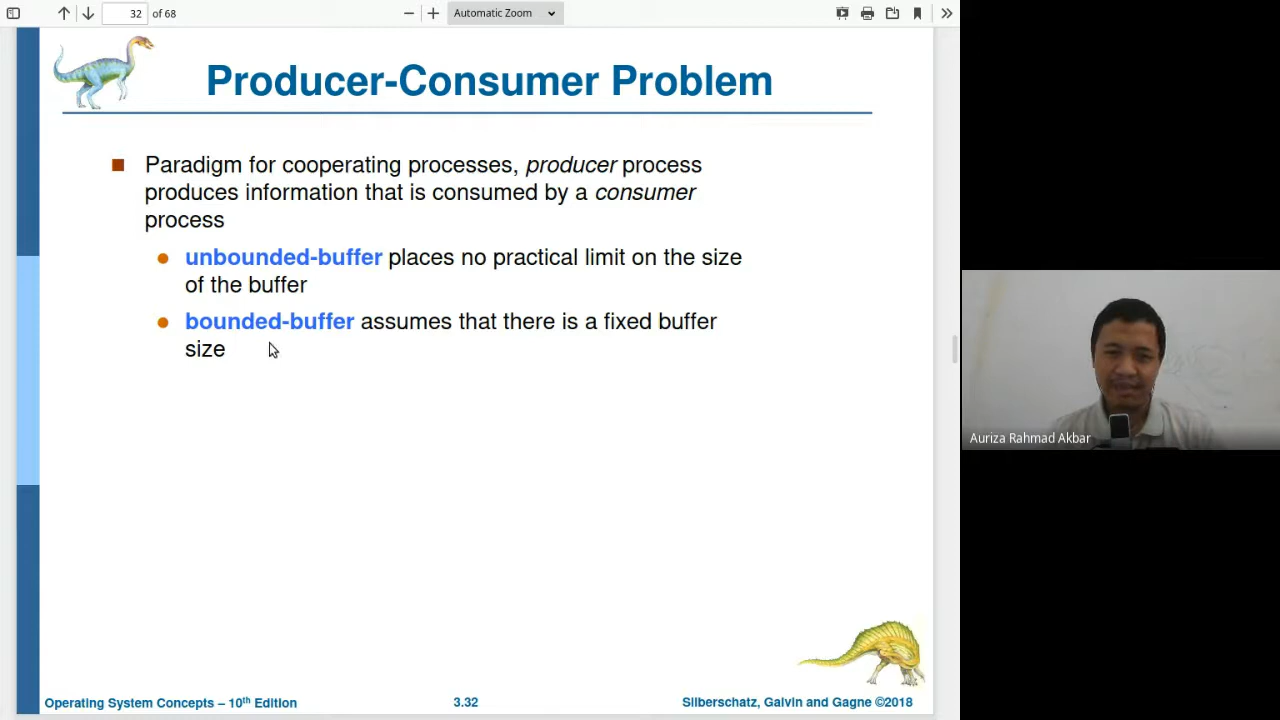 32 of 68
Automatic Zoom
Producer-Consumer Problem
Paradigm for cooperating processes, producer process
produces information that is consumed by a consumer
process
unbounded-buffer places no practical limit on the size
of the buffer
bounded-buffer assumes that there is a fixed buffer
size
Auriza Rahmad Akbar
Operating System Concepts – 10th Edition
3.32
Silberschatz, Galvin and Gagne ©2018